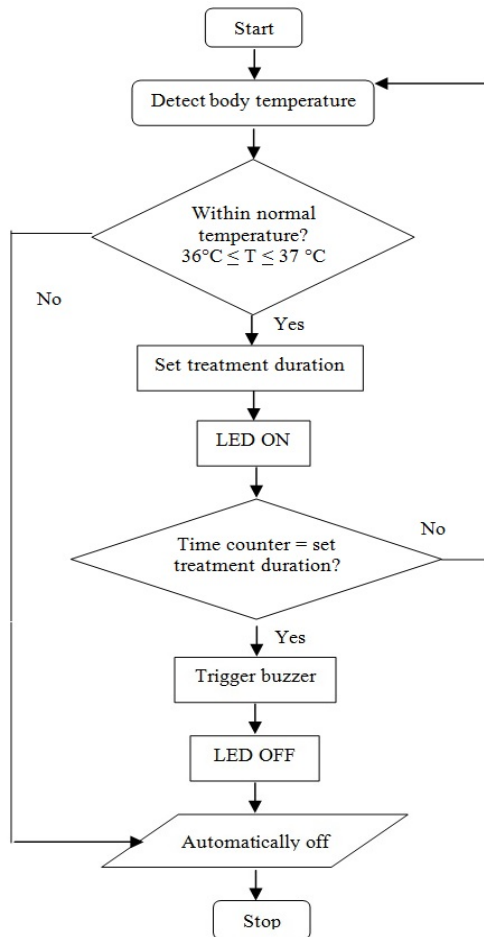 Start
Detect body temperature
Within normal
temperature?
36°C ≤ T ≤ 37 °C
No
Yes
Set treatment duration
LED ON
Time counter = set
treatment duration?
No
Yes
Trigger buzzer
LED OFF
Automatically off
Stop